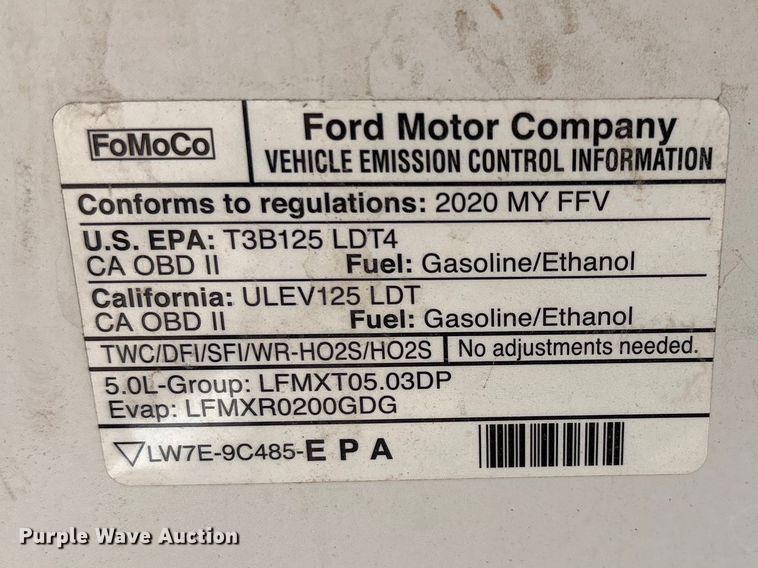 FoMoCo
Ford Motor Company
VEHICLE EMISSION CONTROL INFORMATION
Conforms to regulations: 2020 MY FFV
U.S. EPA: T3B125 LDT4
CA OBD II Fuel: Gasoline/Ethanol
California: ULEV125 LDT
CA OBD II Fuel: Gasoline/Ethanol
TWC/DFI/SFI/WR-HO2S/HO2S No adjustments needed.
5.0L-Group: LFMXT05.03DP
Evap: LFMXR0200GDG
LW7E-9C485-E P A
Purple Wave Auction